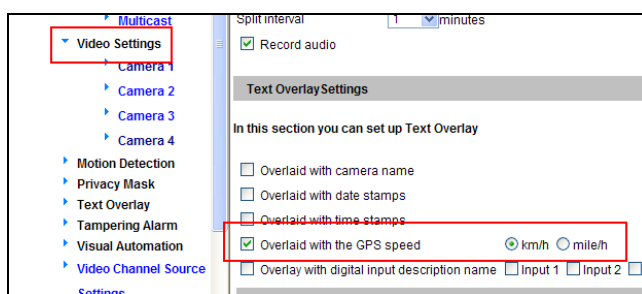 Multicast
Video Settings
Camera 1
Camera 2
Camera 3
Camera 4
Motion Detection
Privacy Mask
Text Overlay
Tampering Alarm
Visual Automation
Video Channel Source
Settings
Split interval 1 minutes
Record audio
Text OverlaySettings
In this section you can set up Text Overlay
Overlaid with camera name
Overlaid with date stamps
Overlaid with time stamps
Overlaid with the GPS speed km/h mile/h
Overlay with digital input description name Input 1 Input 2